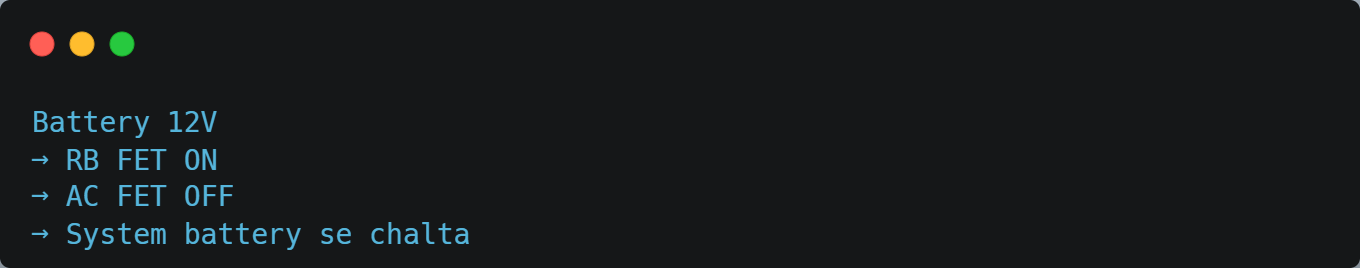 Battery 12V
→ RB FET ON
→ AC FET OFF
→ System battery se chalta